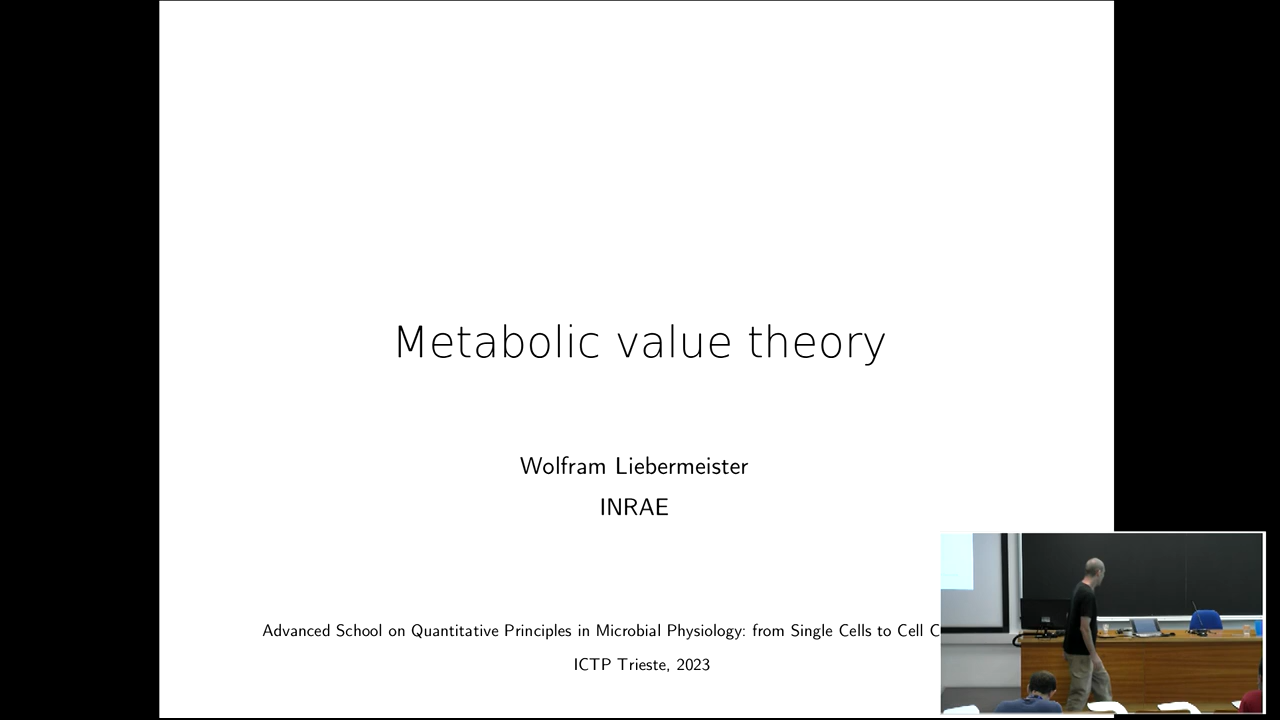 Metabolic value theory
Wolfram Liebermeister
INRAE
Advanced School on Quantitative Principles in Microbial Physiology: from Single Cells to Cell C
ICTP Trieste, 2023